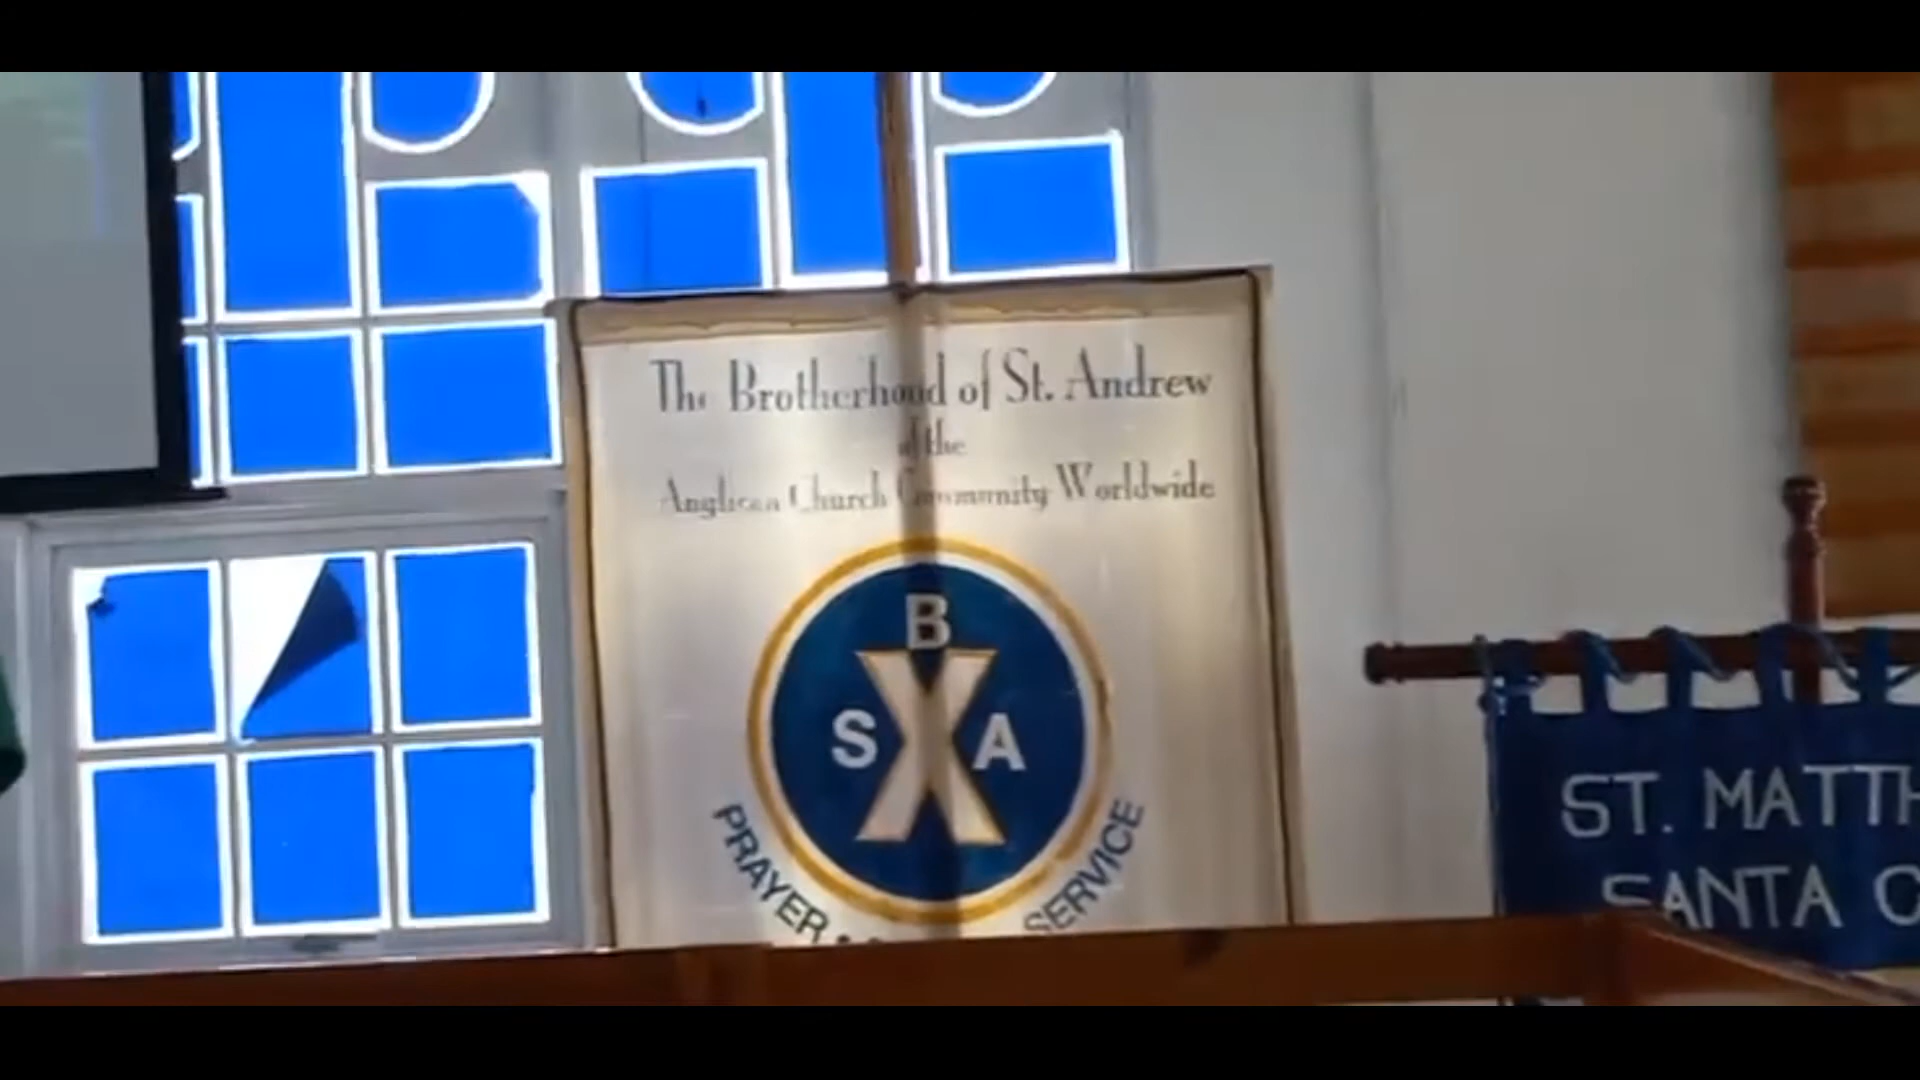 The Brotherhood of St. Andrew
of the
Anglican Church Community Worldwide
B
S A
PRAYER • SERVICE
ST. MATTH
SANTA C